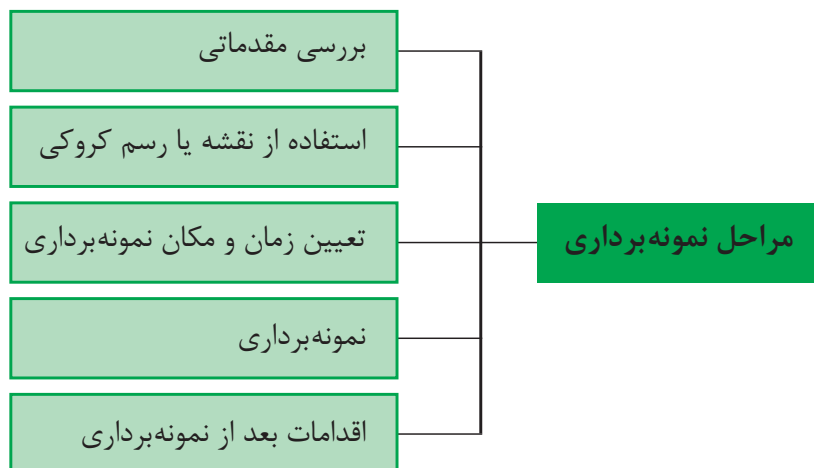 مراحل نمونه‌برداری
بررسی مقدماتی
استفاده از نقشه یا رسم کروکی
تعیین زمان و مکان نمونه‌برداری
نمونه‌برداری
اقدامات بعد از نمونه‌برداری